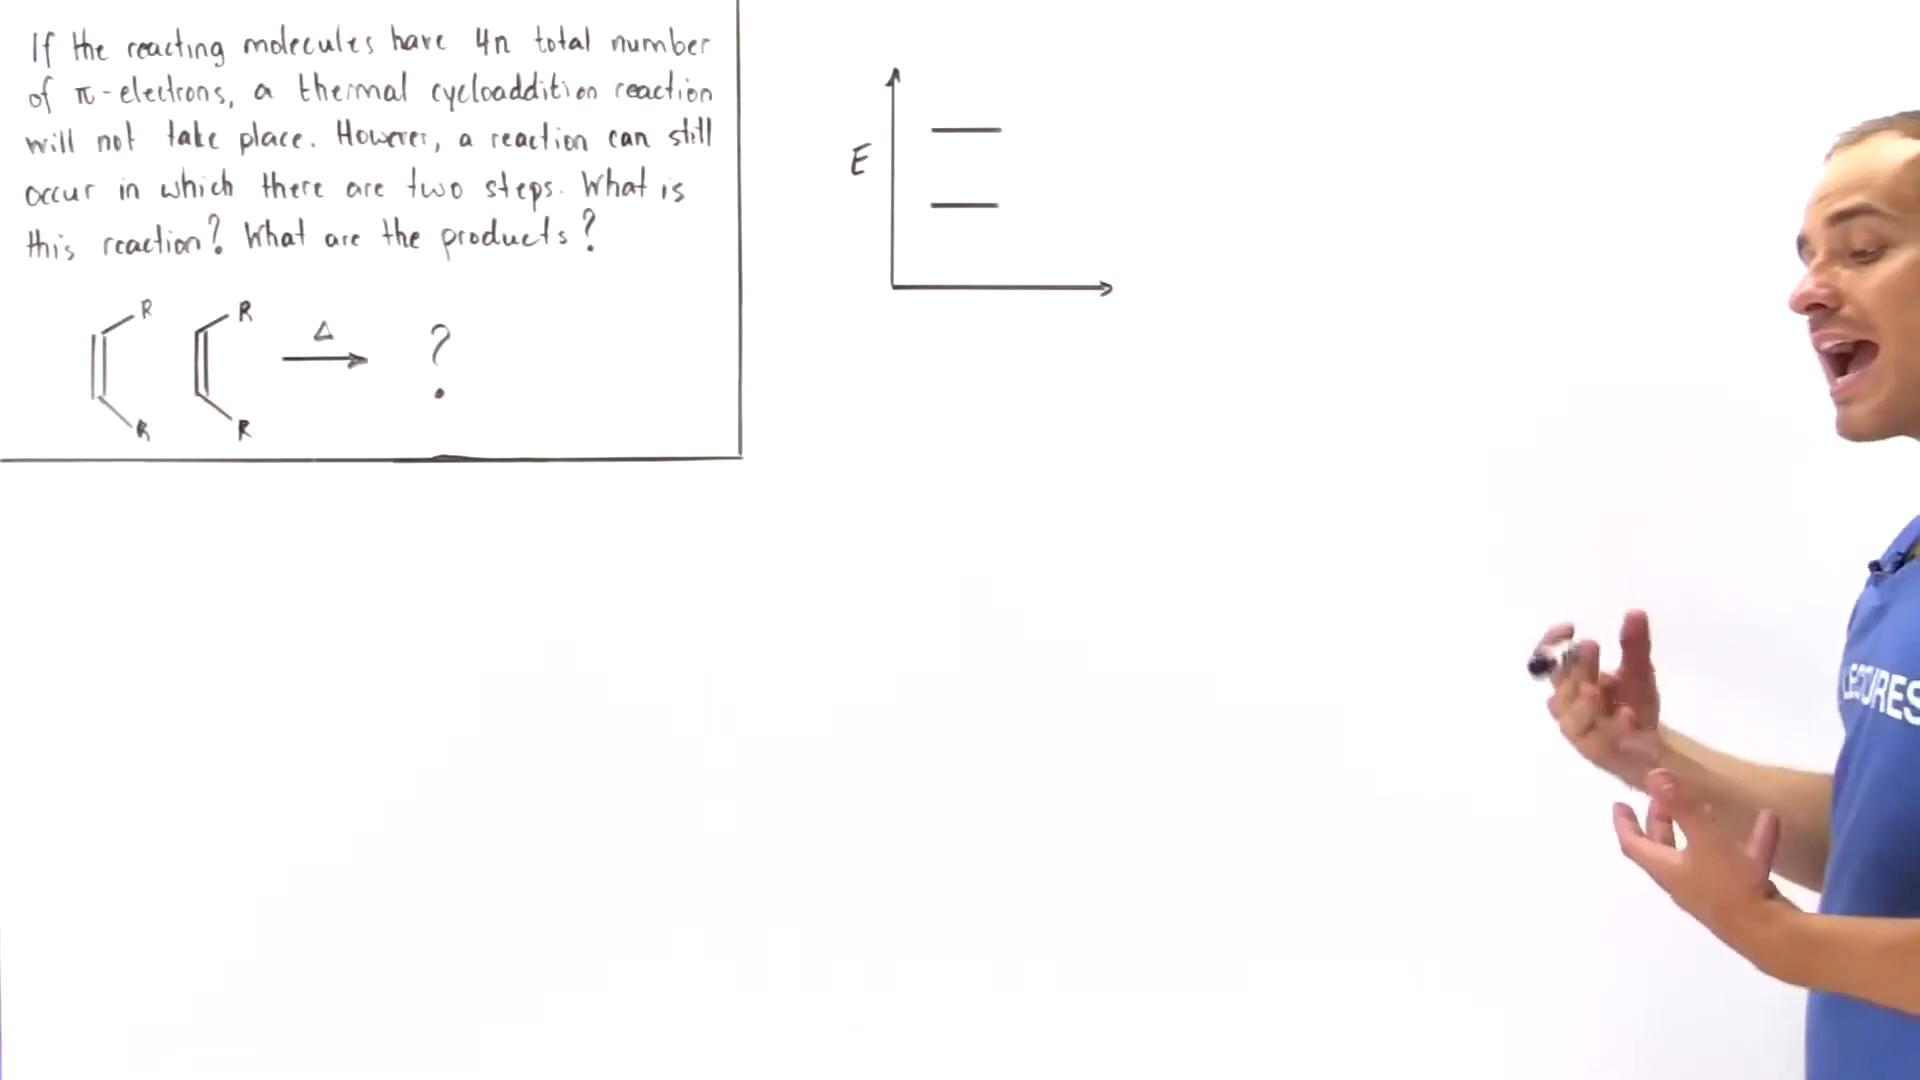 If the reacting molecules have 4n total number
of π-electrons, a thermal cycloaddition reaction
will not take place. However, a reaction can still
occur in which there are two steps. What is
this reaction? What are the products?
R R
Δ
?
R R
E
LECTURES